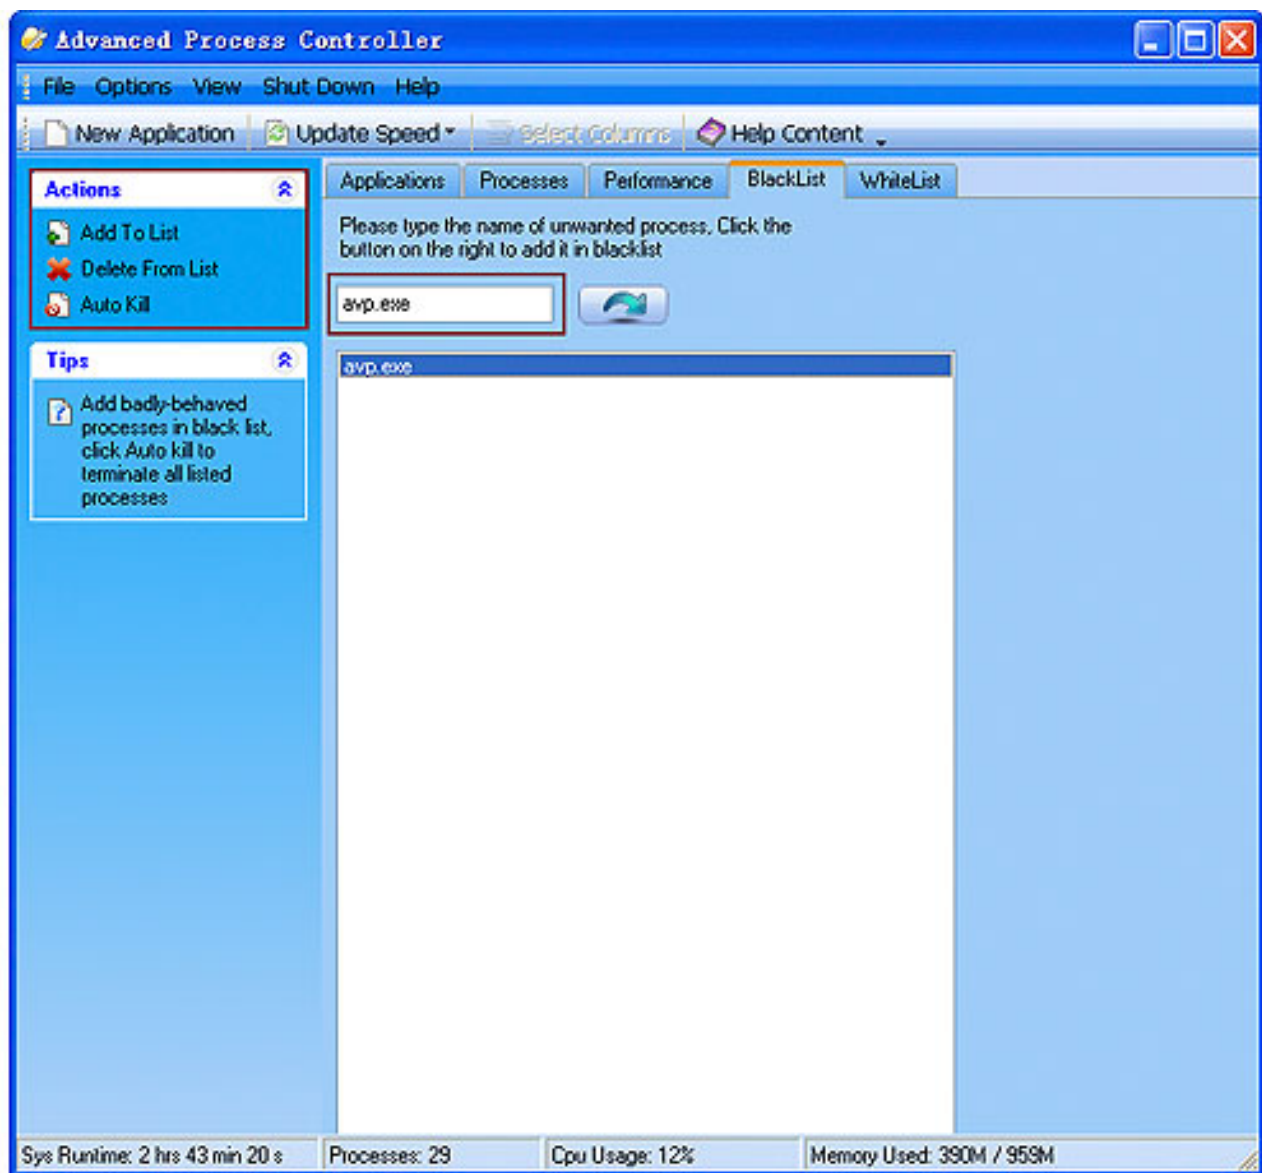 Advanced Process Controller
File Options View Shut Down Help
New Application Update Speed Select Columns Help Content
Actions
Add To List
Delete From List
Auto Kill
Tips
Add badly-behaved
processes in black list,
click Auto kill to
terminate all listed
processes
Applications Processes Performance BlackList WhiteList
Please type the name of unwanted process, Click the
button on the right to add it in blacklist
avp.exe
avp.exe
Sys Runtime: 2 hrs 43 min 20 s Processes: 29 Cpu Usage: 12% Memory Used: 390M / 959M